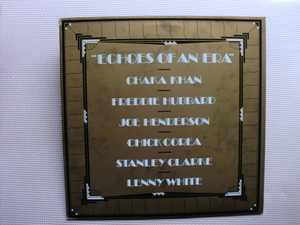 "ECHOES OF AN ERA"
CHAKA KHAN
FREDDIE HUBBARD
JOE HENDERSON
CHICK COREA
STANLEY CLARKE
LENNY WHITE